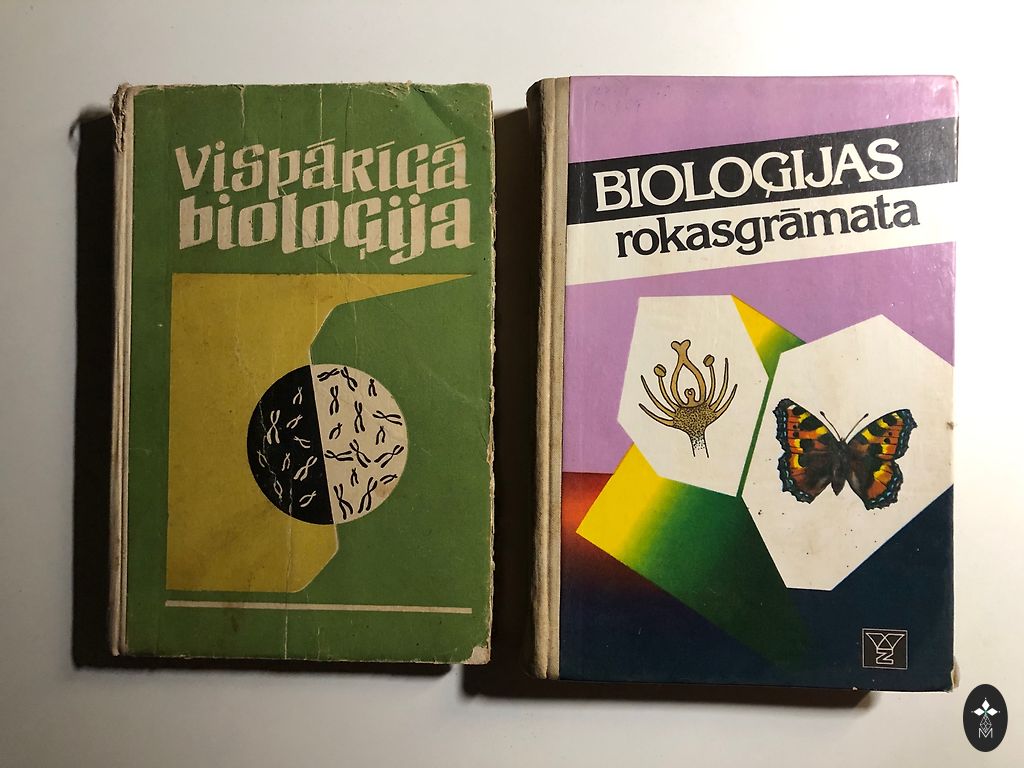 Vispārīgā
bioloģija
BIOLOĢIJAS
rokasgrāmata
M